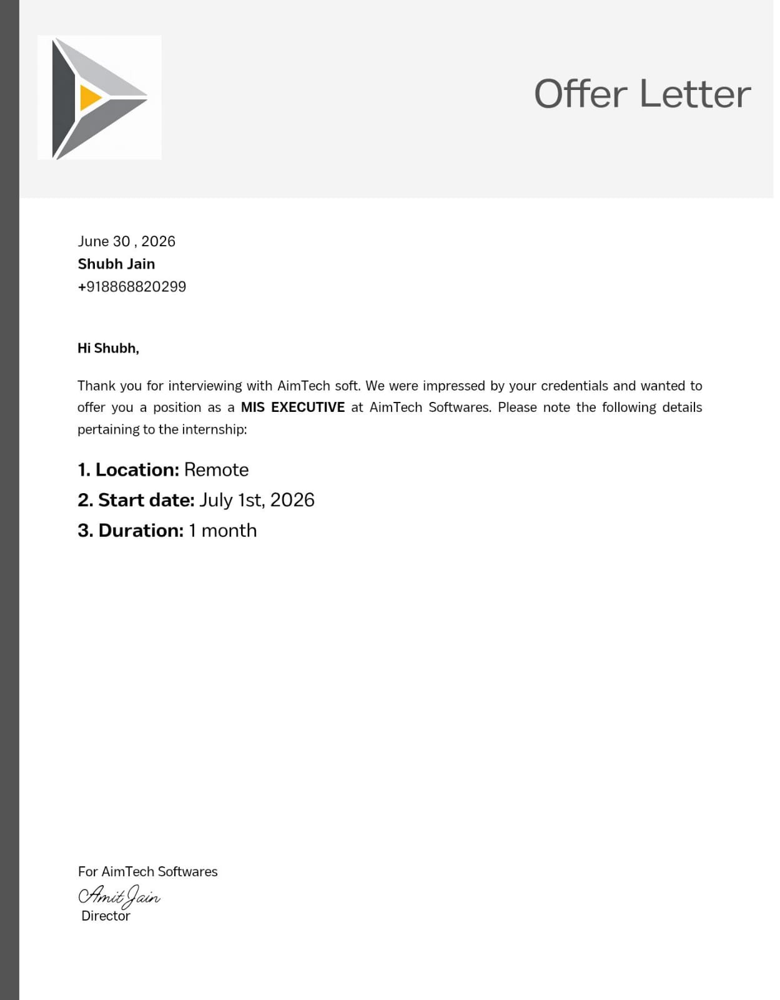 Offer Letter
June 30 , 2026
Shubh Jain
+918868820299
Hi Shubh,
Thank you for interviewing with AimTech soft. We were impressed by your credentials and wanted to
offer you a position as a MIS EXECUTIVE at AimTech Softwares. Please note the following details
pertaining to the internship:
1. Location: Remote
2. Start date: July 1st, 2026
3. Duration: 1 month
For AimTech Softwares
Amit Jain
Director